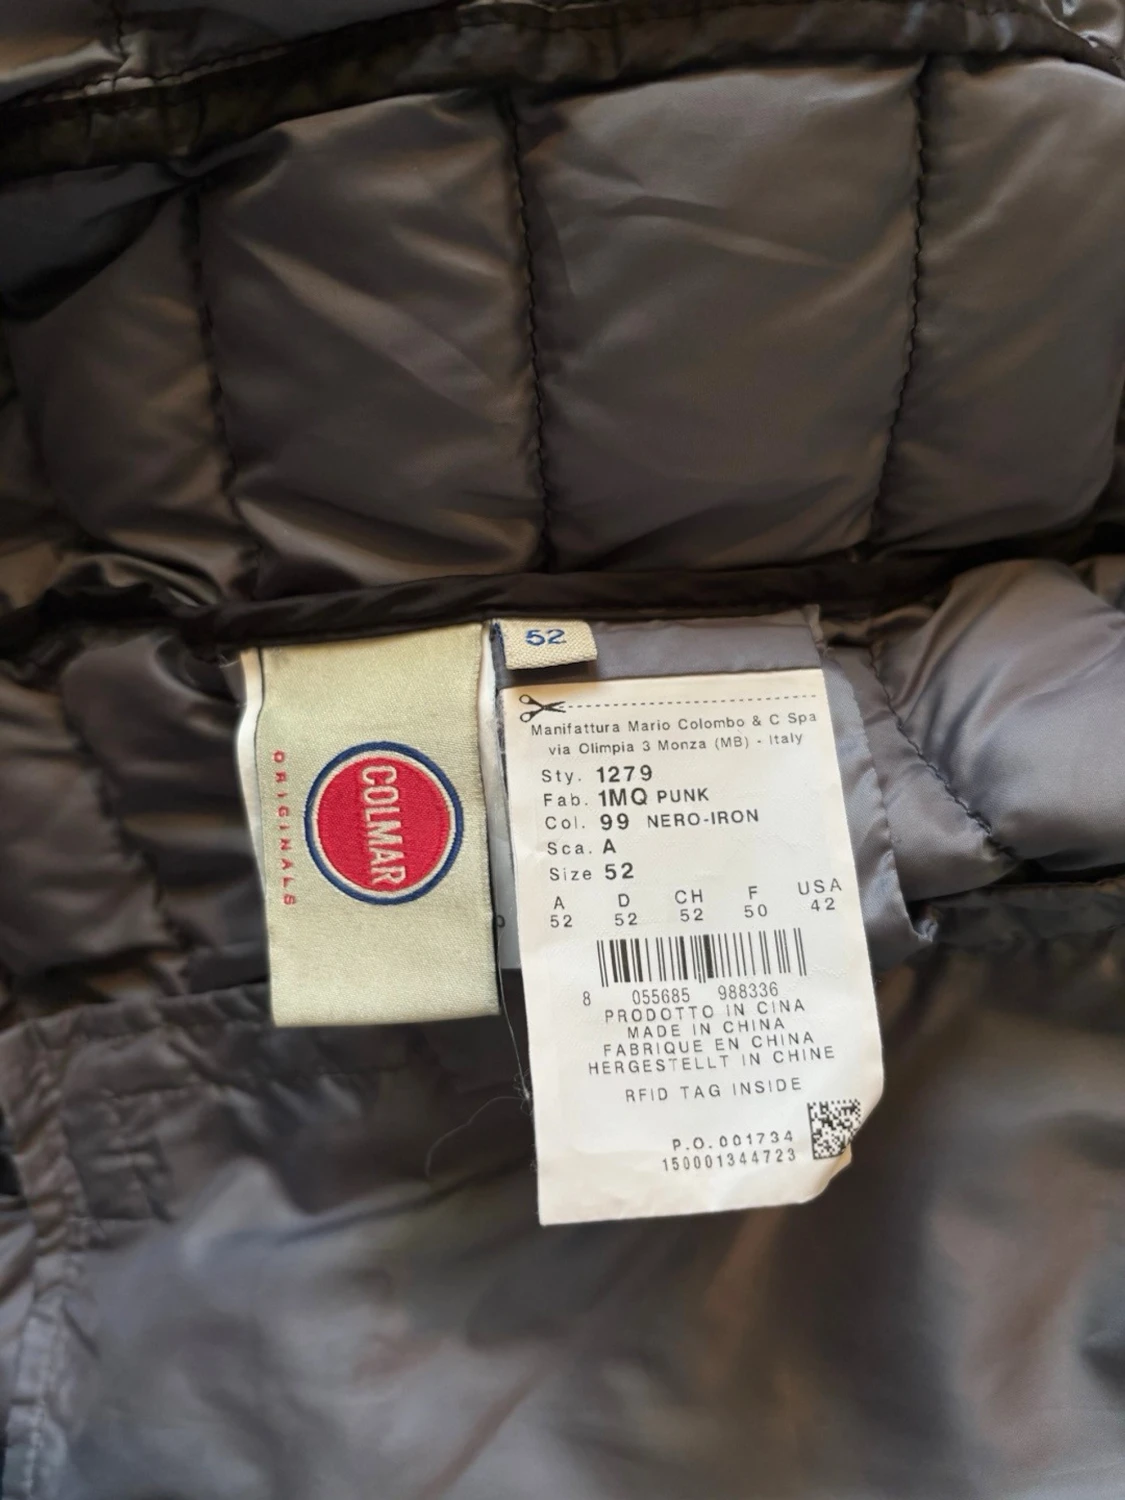 52
ORIGINALS
COLMAR
Manifattura Mario Colombo & C Spa
via Olimpia 3 Monza (MB) - Italy
Sty. 1279
Fab. 1MQ PUNK
Col. 99 NERO-IRON
Sca. A
Size 52
A D CH F USA
52 52 52 50 42
8 055685 988336
PRODOTTO IN CINA
MADE IN CHINA
FABRIQUE EN CHINA
HERGESTELLT IN CHINE
RFID TAG INSIDE
P.O.001734
150001344723